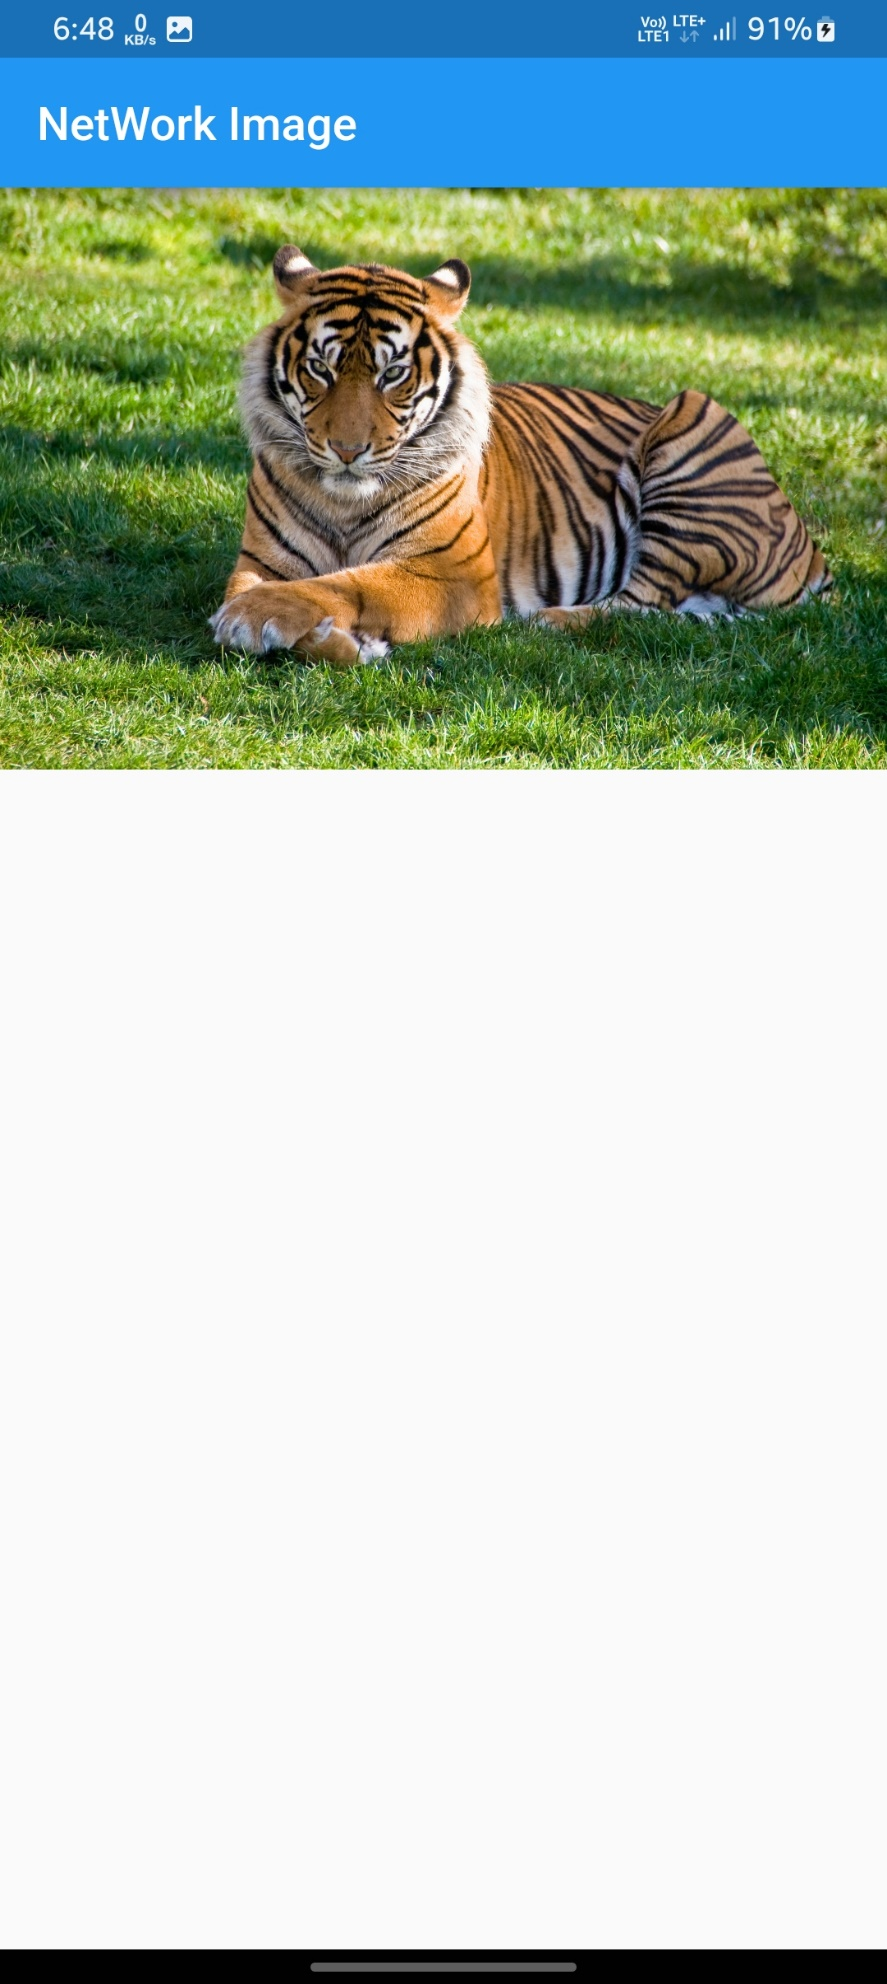 6:48 0 KB/s Vo)) LTE1 LTE+ 91%
NetWork Image